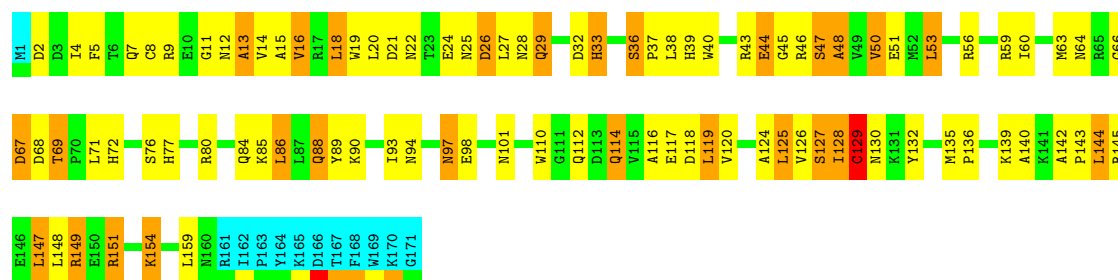 M1 D2 D3 I4 F5 T6 Q7 C8 R9 E10 G11 N12 A13 V14 A15 V16 R17 L18 W19 L20 D21 N22 T23 E24 N25 D26 L27 N28 Q29 D32 H33 S36 P37 L38 H39 W40 R43 E44 G45 R46 S47 A48 V49 V50 E51 M52 L53 R56 R59 I60 M63 N64 R65
D67 D68 T69 P70 L71 H72 S76 H77 R80 Q84 K85 L86 L87 Q88 Y89 K90 I93 N94 N97 E98 N101 W110 G111 Q112 D113 Q114 V115 A116 E117 D118 L119 V120 A124 L125 V126 S127 I128 C129 N130 K131 Y132 M135 P136 K139 A140 K141 A142 P143 L144
E146 L147 L148 R149 E150 R151 K154 L159 N160 R161 I162 P163 Y164 K165 D166 T167 F168 W169 K170 G171